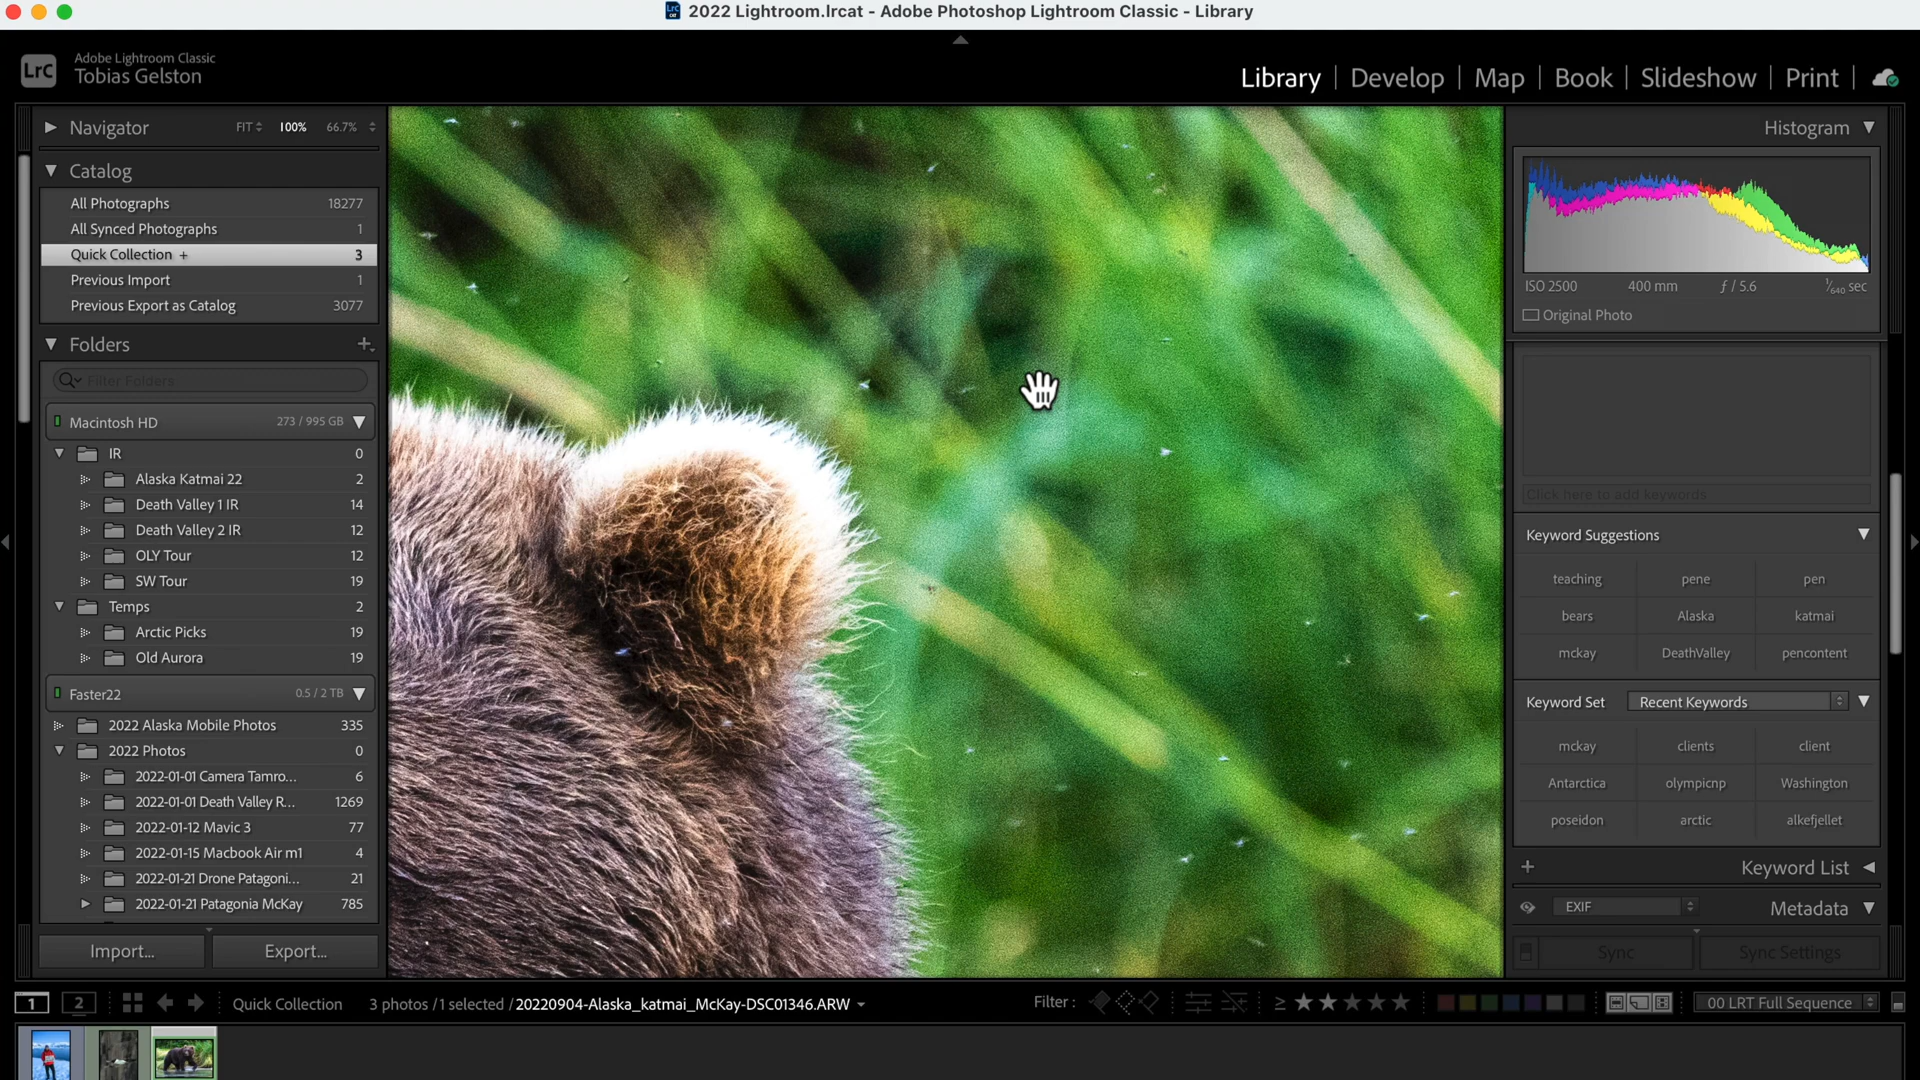 2022 Lightroom.lrcat - Adobe Photoshop Lightroom Classic - Library
LrC
Adobe Lightroom Classic
Tobias Gelston
Library | Develop | Map | Book | Slideshow | Print
Navigator FIT 100% 66.7%
Catalog
All Photographs 18277
All Synced Photographs 1
Quick Collection + 3
Previous Import 1
Previous Export as Catalog 3077
Folders
Filter Folders
Macintosh HD 273 / 995 GB
IR 0
Alaska Katmai 22 2
Death Valley 1 IR 14
Death Valley 2 IR 12
OLY Tour 12
SW Tour 19
Temps 2
Arctic Picks 19
Old Aurora 19
Faster22 0.5 / 2 TB
2022 Alaska Mobile Photos 335
2022 Photos 0
2022-01-01 Camera Tamro... 6
2022-01-01 Death Valley R... 1269
2022-01-12 Mavic 3 77
2022-01-15 Macbook Air m1 4
2022-01-21 Drone Patagoni... 21
2022-01-21 Patagonia McKay 785
Import... Export...
Histogram
ISO 2500 400 mm ƒ / 5.6 1/640 sec
Original Photo
Click here to add keywords
Keyword Suggestions
teaching pene pen
bears Alaska katmai
mckay DeathValley pencontent
Keyword Set Recent Keywords
mckay clients client
Antarctica olympicnp Washington
poseidon arctic alkefjellet
+ Keyword List
EXIF Metadata
Sync Sync Settings
1 2 Quick Collection 3 photos / 1 selected / 20220904-Alaska_katmai_McKay-DSC01346.ARW Filter : ≥ ★★★★★ 00 LRT Full Sequence